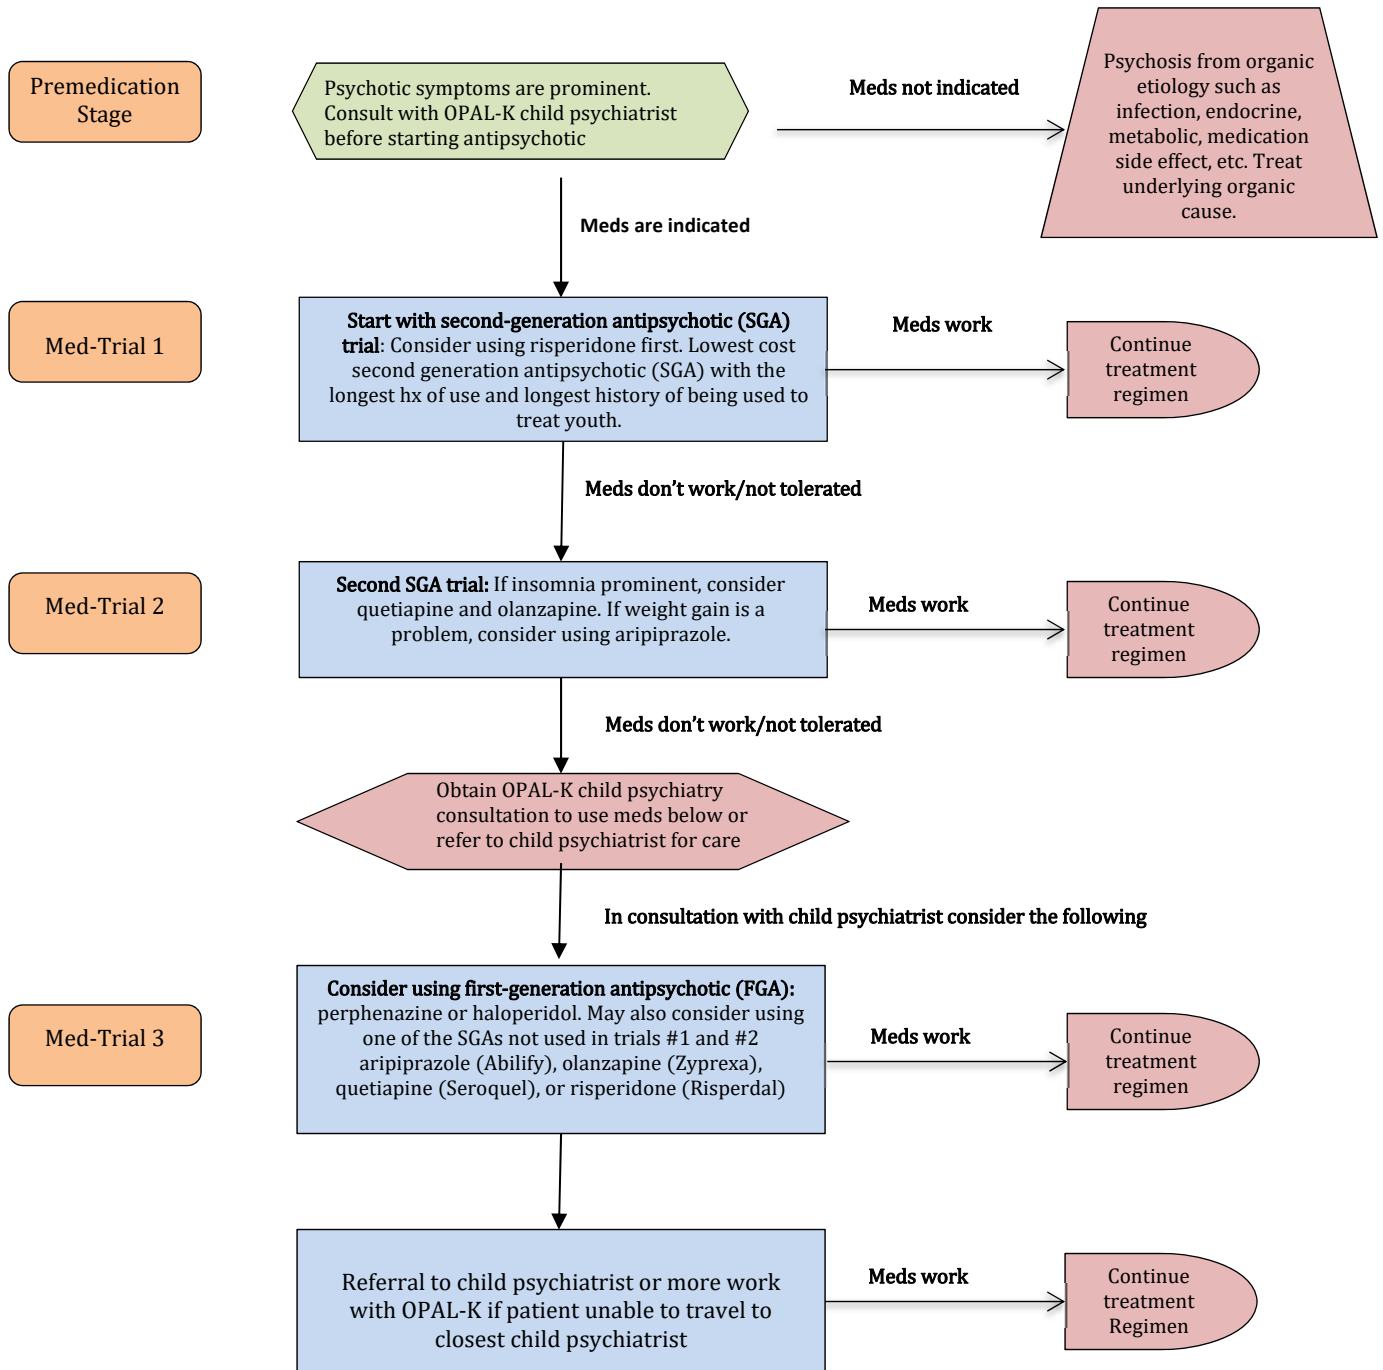 Premedication
Stage
Psychotic symptoms are prominent.
Consult with OPAL-K child psychiatrist
before starting antipsychotic
Meds not indicated
Psychosis from organic
etiology such as
infection, endocrine,
metabolic, medication
side effect, etc. Treat
underlying organic
cause.
Meds are indicated
Med-Trial 1
Start with second-generation antipsychotic (SGA)
trial: Consider using risperidone first. Lowest cost
second generation antipsychotic (SGA) with the
longest hx of use and longest history of being used to
treat youth.
Meds work
Continue
treatment
regimen
Meds don’t work/not tolerated
Med-Trial 2
Second SGA trial: If insomnia prominent, consider
quetiapine and olanzapine. If weight gain is a
problem, consider using aripiprazole.
Meds work
Continue
treatment
regimen
Meds don’t work/not tolerated
Obtain OPAL-K child psychiatry
consultation to use meds below or
refer to child psychiatrist for care
In consultation with child psychiatrist consider the following
Med-Trial 3
Consider using first-generation antipsychotic (FGA):
perphenazine or haloperidol. May also consider using
one of the SGAs not used in trials #1 and #2
aripiprazole (Abilify), olanzapine (Zyprexa),
quetiapine (Seroquel), or risperidone (Risperdal)
Meds work
Continue
treatment
regimen
Referral to child psychiatrist or more work
with OPAL-K if patient unable to travel to
closest child psychiatrist
Meds work
Continue
treatment
Regimen